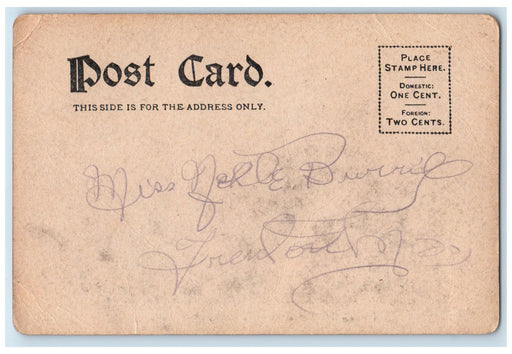 Post Card.
THIS SIDE IS FOR THE ADDRESS ONLY.
PLACE
STAMP HERE.
DOMESTIC:
ONE CENT.
FOREIGN:
TWO CENTS.
Miss
Trenton